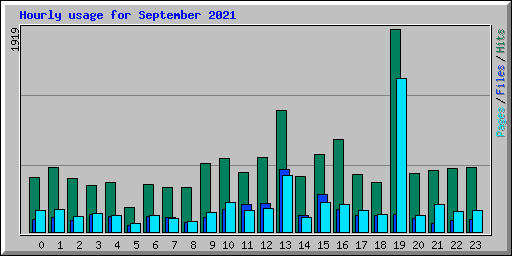 Hourly usage for September 2021
1919
Pages / Files / Hits
0 1 2 3 4 5 6 7 8 9 10 11 12 13 14 15 16 17 18 19 20 21 22 23